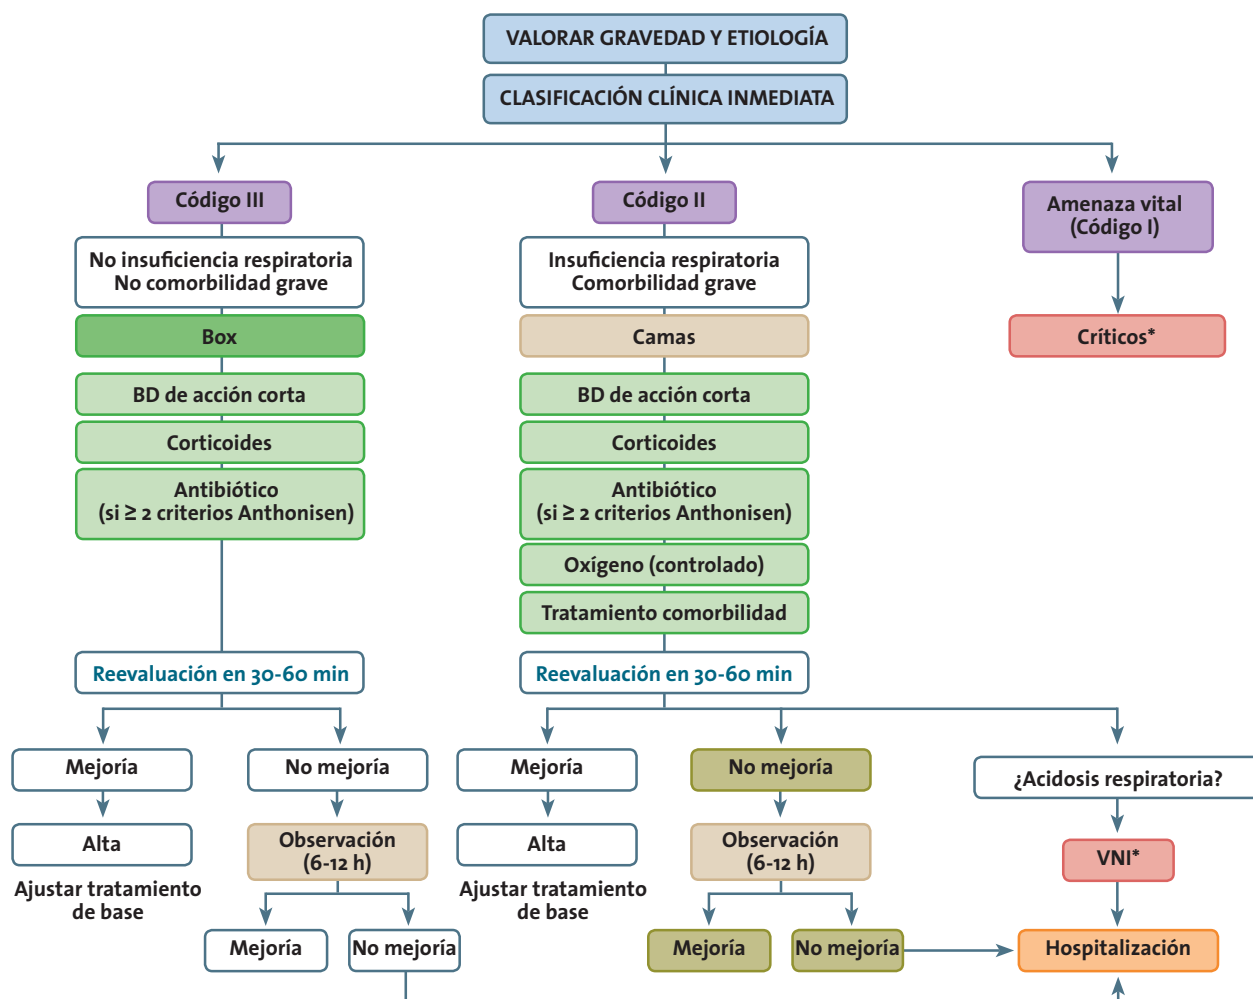 VALORAR GRAVEDAD Y ETIOLOGÍA
CLASIFICACIÓN CLÍNICA INMEDIATA
Código III
No insuficiencia respiratoria
No comorbilidad grave
Box
BD de acción corta
Corticoides
Antibiótico
(si ≥ 2 criterios Anthonisen)
Reevaluación en 30-60 min
Mejoría
Alta
Ajustar tratamiento
de base
No mejoría
Observación
(6-12 h)
Mejoría
No mejoría
Código II
Insuficiencia respiratoria
Comorbilidad grave
Camas
BD de acción corta
Corticoides
Antibiótico
(si ≥ 2 criterios Anthonisen)
Oxígeno (controlado)
Tratamiento comorbilidad
Reevaluación en 30-60 min
Mejoría
Alta
Ajustar tratamiento
de base
No mejoría
Observación
(6-12 h)
Mejoría
No mejoría
¿Acidosis respiratoria?
VNI*
Hospitalización
Amenaza vital
(Código I)
Críticos*